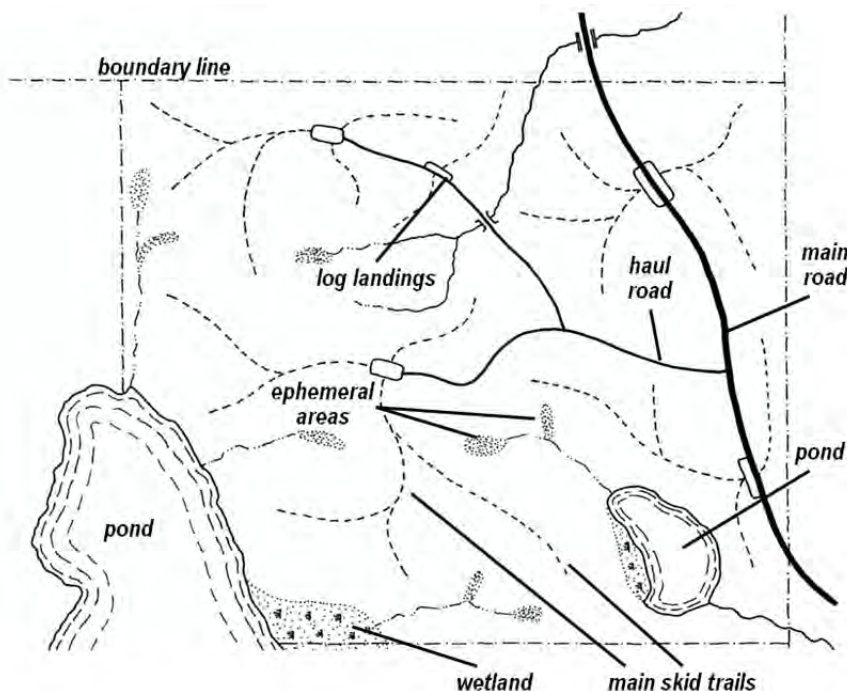 boundary line
log landings
haul
road
main
road
ephemeral
areas
pond
pond
wetland
main skid trails